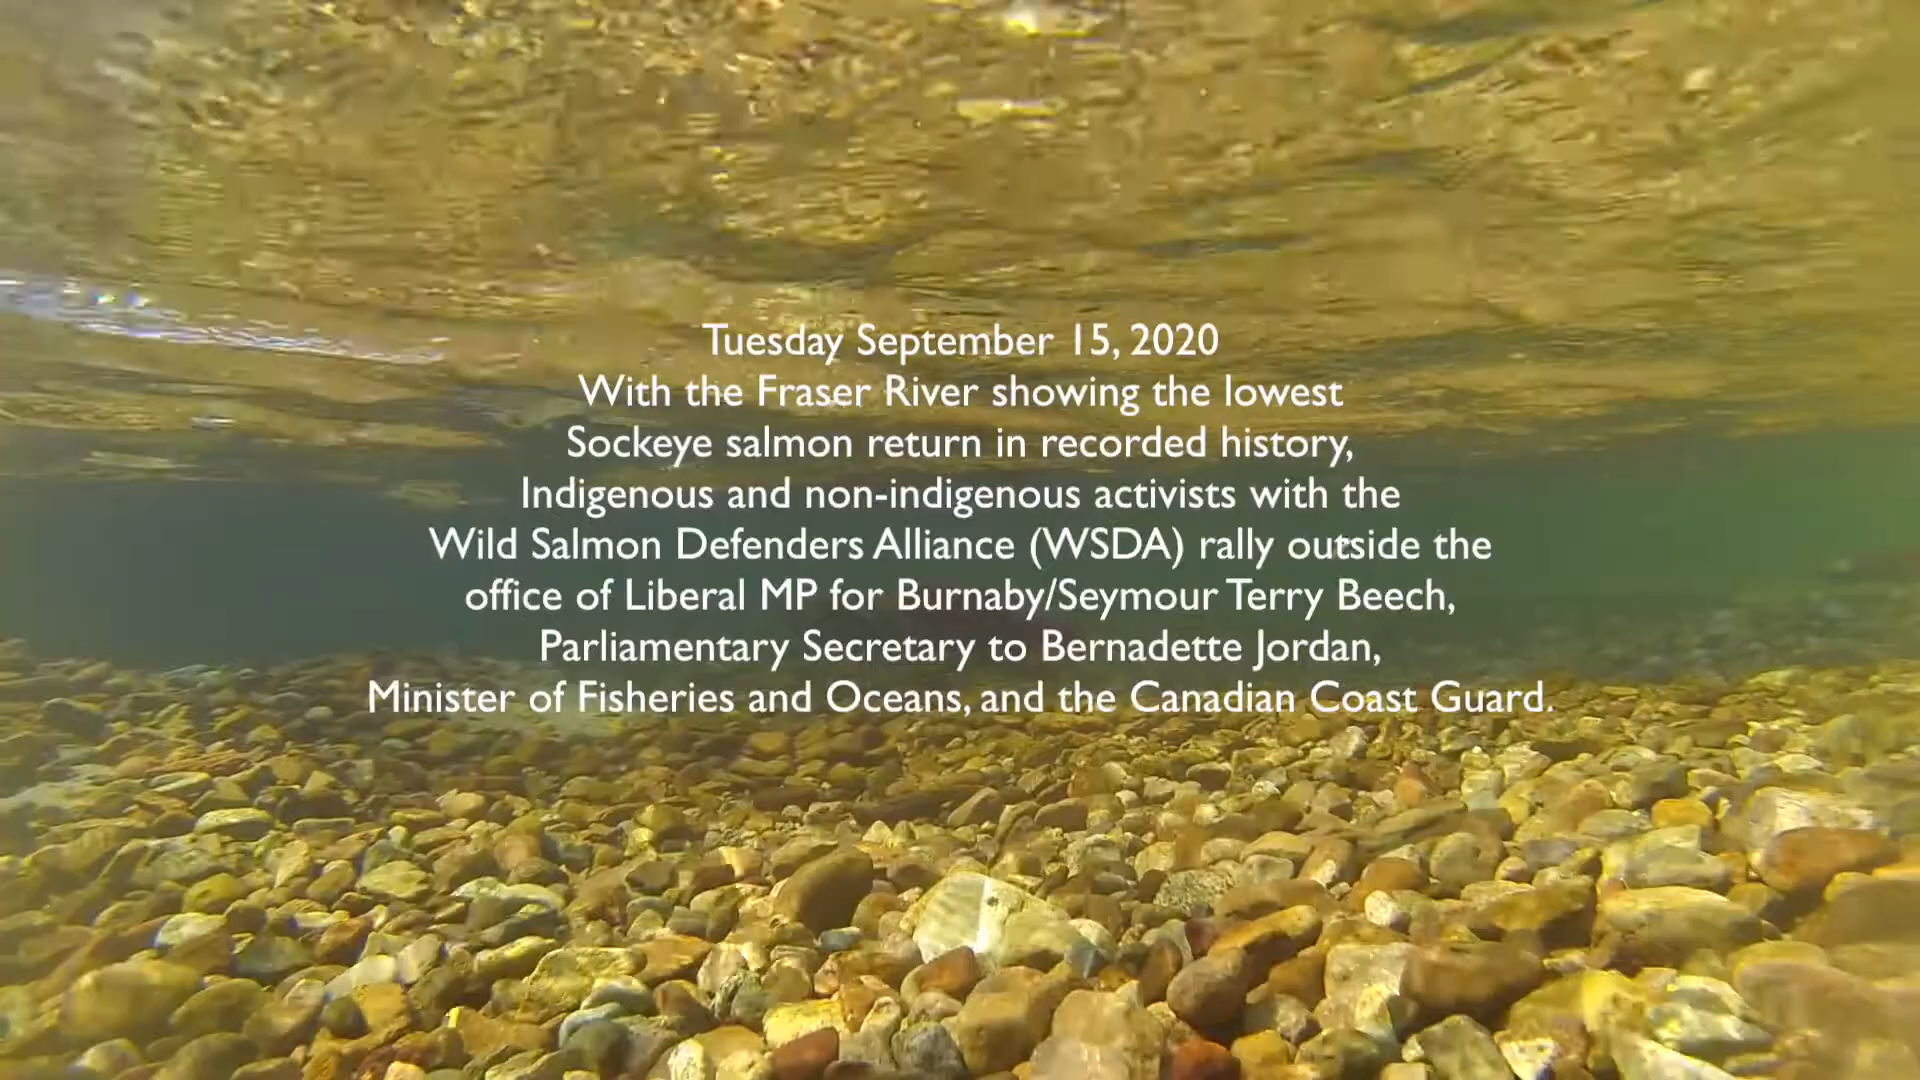 Tuesday September 15, 2020
With the Fraser River showing the lowest
Sockeye salmon return in recorded history,
Indigenous and non-indigenous activists with the
Wild Salmon Defenders Alliance (WSDA) rally outside the
office of Liberal MP for Burnaby/Seymour Terry Beech,
Parliamentary Secretary to Bernadette Jordan,
Minister of Fisheries and Oceans, and the Canadian Coast Guard.